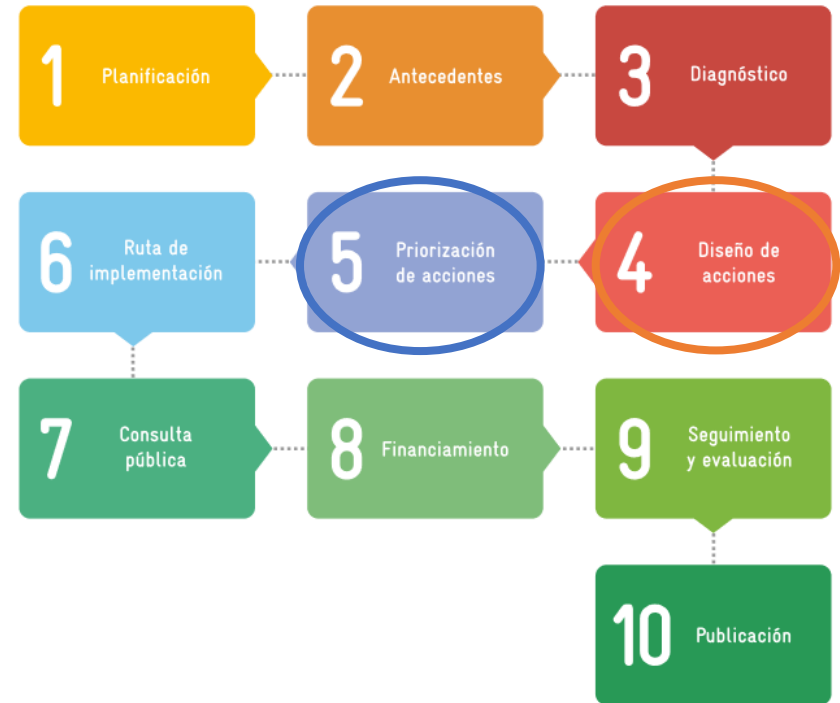 1 Planificación
2 Antecedentes
3 Diagnóstico
4 Diseño de
acciones
5 Priorización
de acciones
6 Ruta de
implementación
7 Consulta
pública
8 Financiamiento
9 Seguimiento
y evaluación
10 Publicación